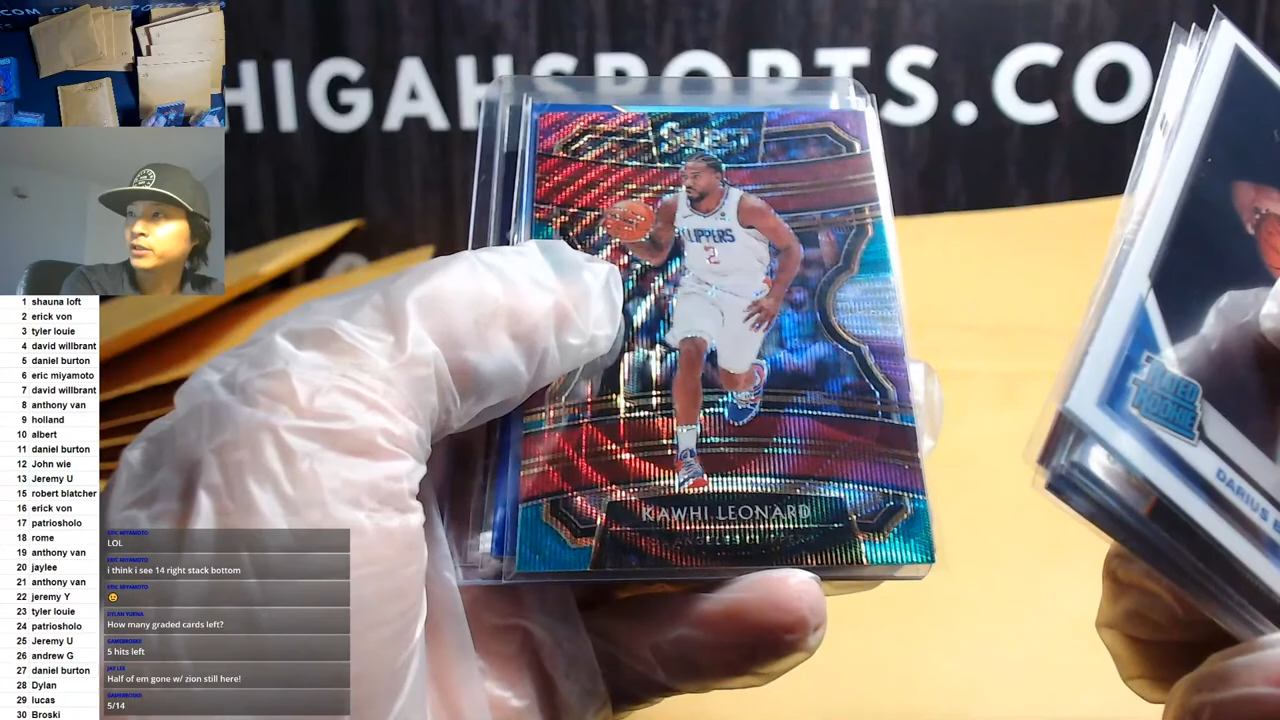 HIGAHSPORTS.CO
SELECT
CLIPPERS
2
KAWHI LEONARD
RATED
ROOKIE
DARIUS
1 shauna loft
2 erick von
3 tyler louie
4 david willbrant
5 daniel burton
6 eric miyamoto
7 david willbrant
8 anthony van
9 holland
10 albert
11 daniel burton
12 John wie
13 Jeremy U
15 robert blatcher
16 erick von
17 patriosholo
18 rome
19 anthony van
20 jaylee
21 anthony van
22 jeremy Y
23 tyler louie
24 patriosholo
25 Jeremy U
26 andrew G
27 daniel burton
28 Dylan
29 lucas
30 Broski
ERIC MIYAMOTO
LOL
ERIC MIYAMOTO
i think i see 14 right stack bottom
ERIC MIYAMOTO
DYLAN YUKNA
How many graded cards left?
GAMEBROSKI
5 hits left
JAY LEE
Half of em gone w/ zion still here!
GAMEBROSKI
5/14